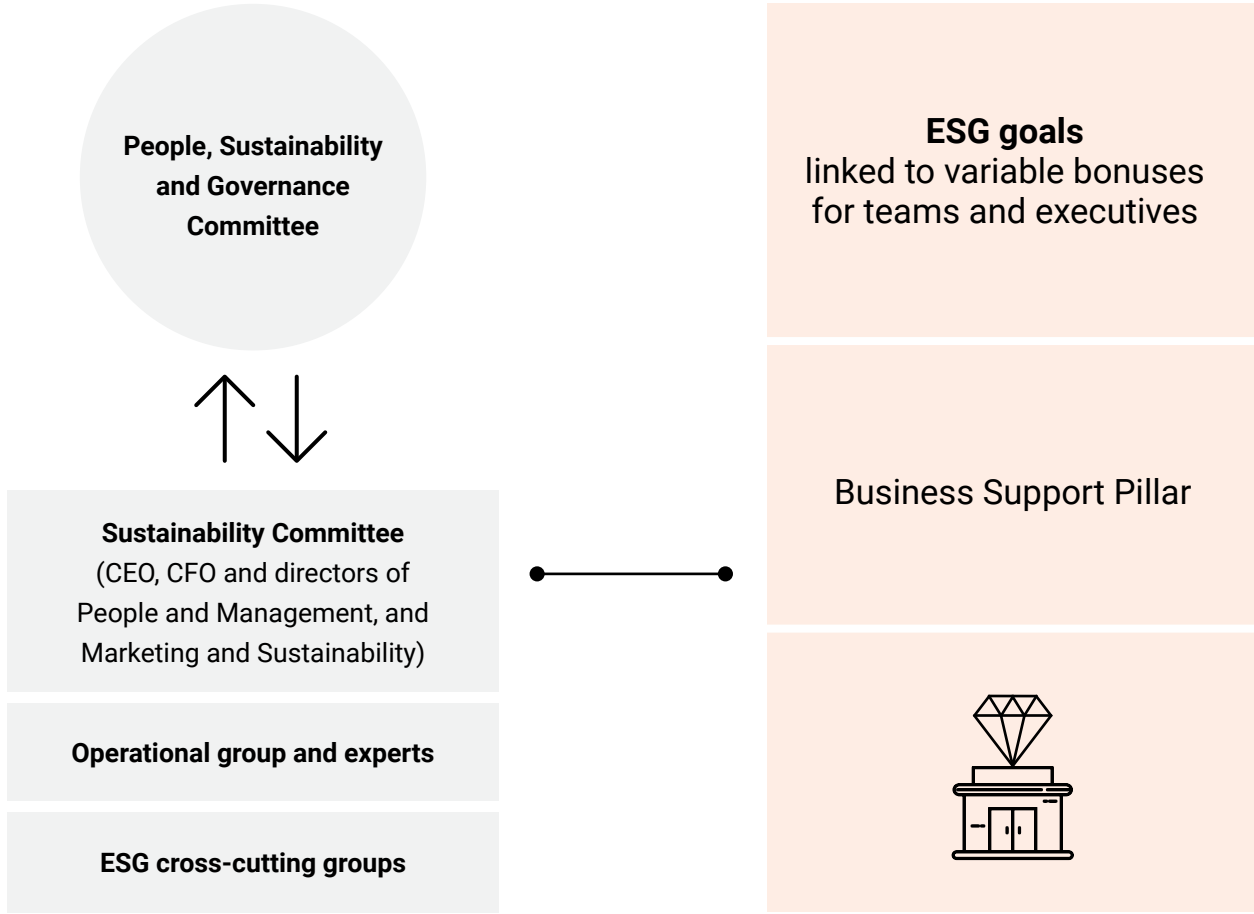 People, Sustainability
and Governance
Committee
Sustainability Committee
(CEO, CFO and directors of
People and Management, and
Marketing and Sustainability)
Operational group and experts
ESG cross-cutting groups
ESG goals
linked to variable bonuses
for teams and executives
Business Support Pillar